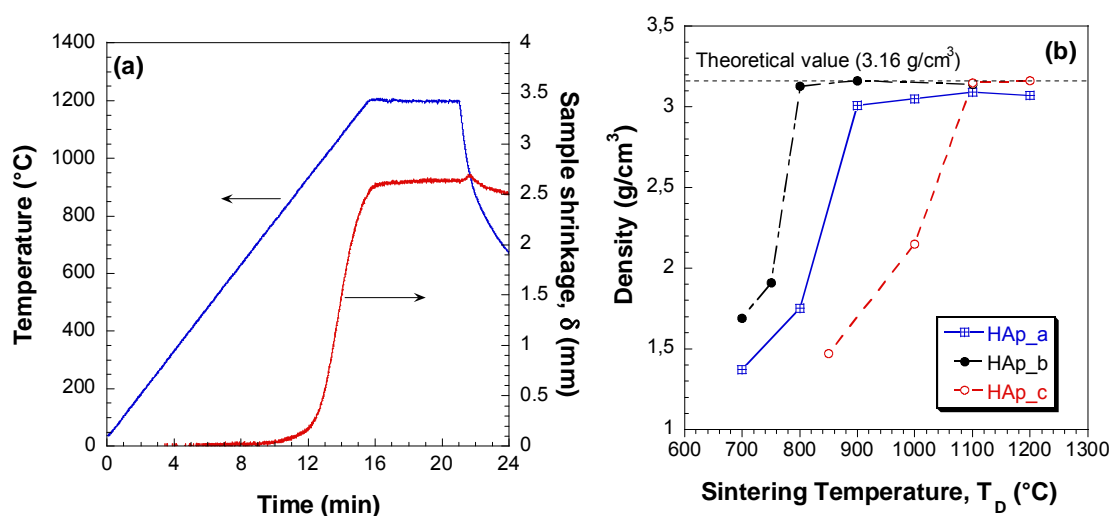 (a)
Temperature (°C)
1400
1200
1000
800
600
400
200
0
0 4 8 12 16 20 24
Time (min)
4
3.5
3
2.5
2
1.5
1
0.5
0
Sample shrinkage, δ (mm)
(b)
Theoretical value (3.16 g/cm³)
Density (g/cm³)
3,5
3
2,5
2
1,5
1
600 700 800 900 1000 1100 1200 1300
Sintering Temperature, T_D (°C)
HAp_a
HAp_b
HAp_c